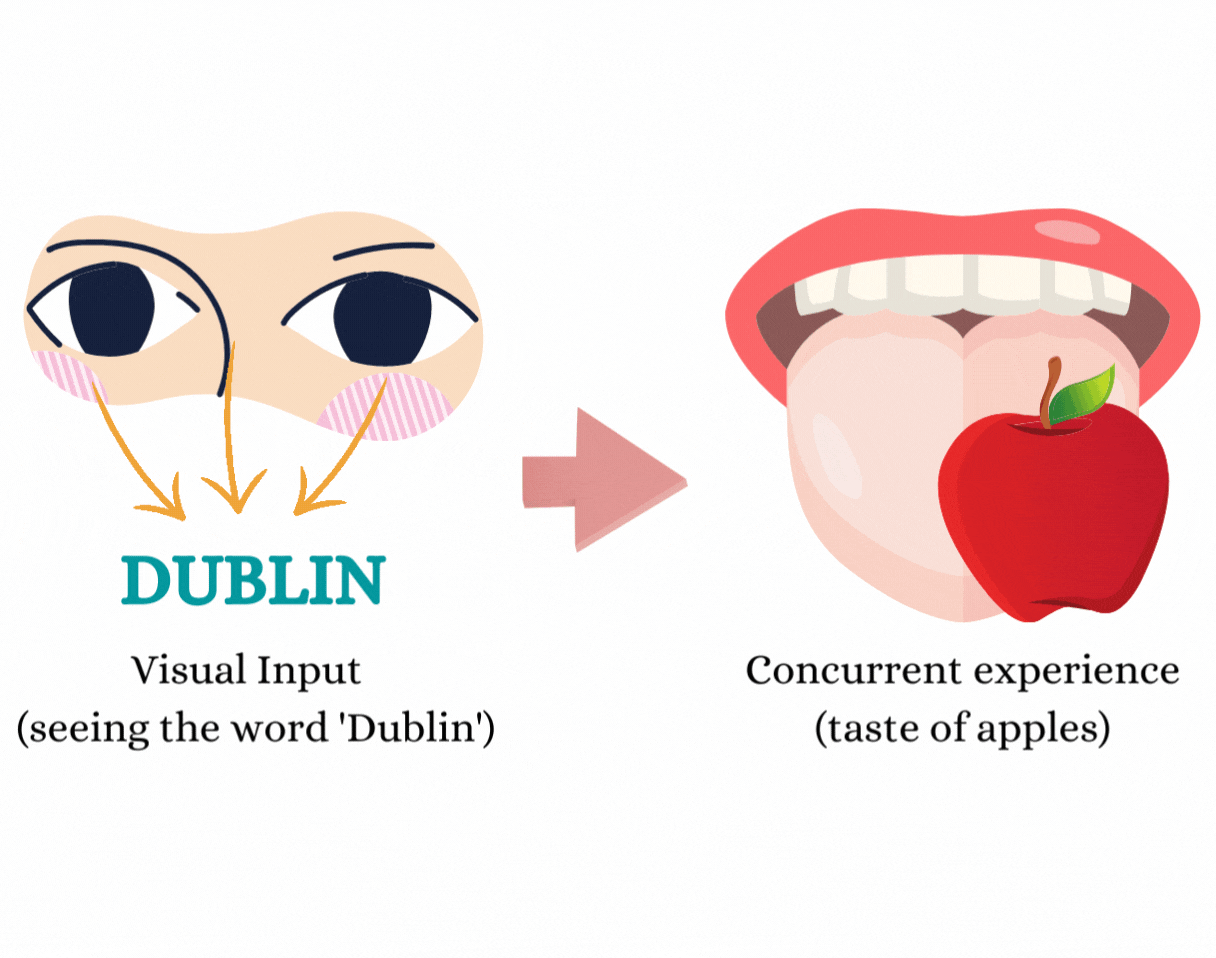 DUBLIN
Visual Input
(seeing the word 'Dublin')
Concurrent experience
(taste of apples)